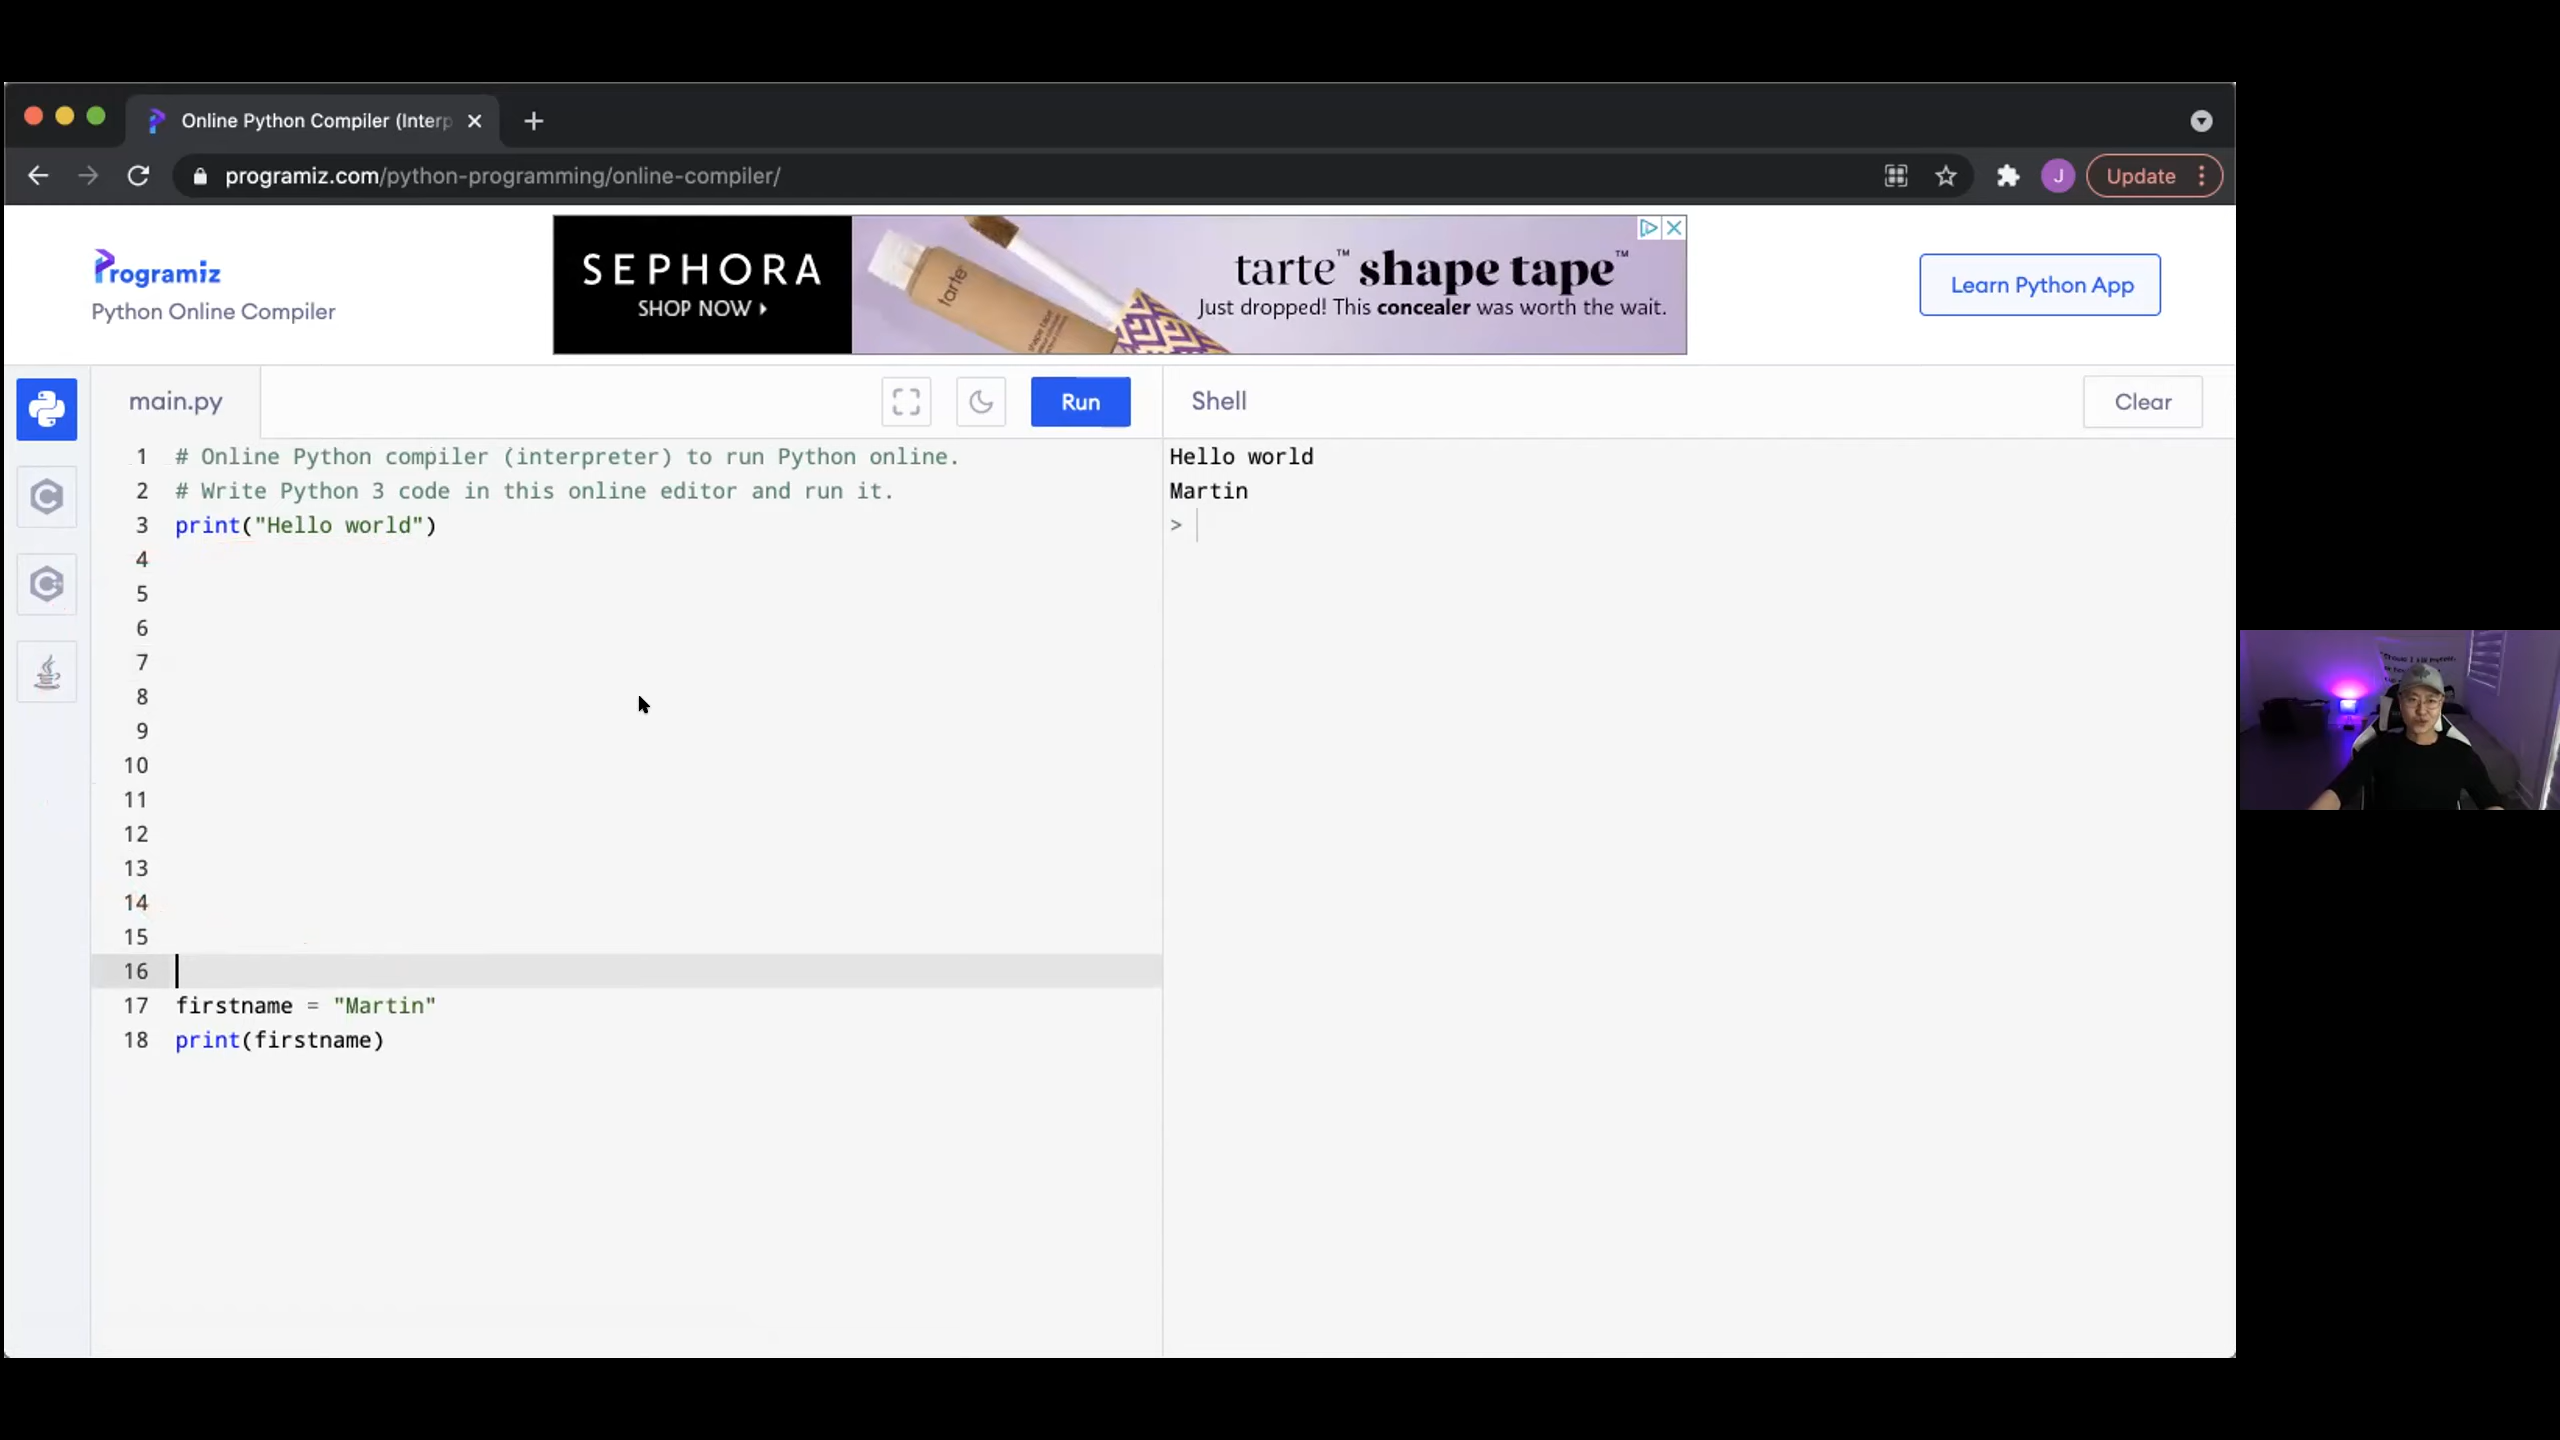 Online Python Compiler (Interp
programiz.com/python-programming/online-compiler/
J
Update
Programiz
Python Online Compiler
SEPHORA
SHOP NOW
tarte
shape tape
tarte™ shape tape™
Just dropped! This concealer was worth the wait.
Learn Python App
main.py
Run
Shell
Clear
1 # Online Python compiler (interpreter) to run Python online.
2 # Write Python 3 code in this online editor and run it.
3 print("Hello world")
4
5
6
7
8
9
10
11
12
13
14
15
16
17 firstname = "Martin"
18 print(firstname)
Hello world
Martin
>